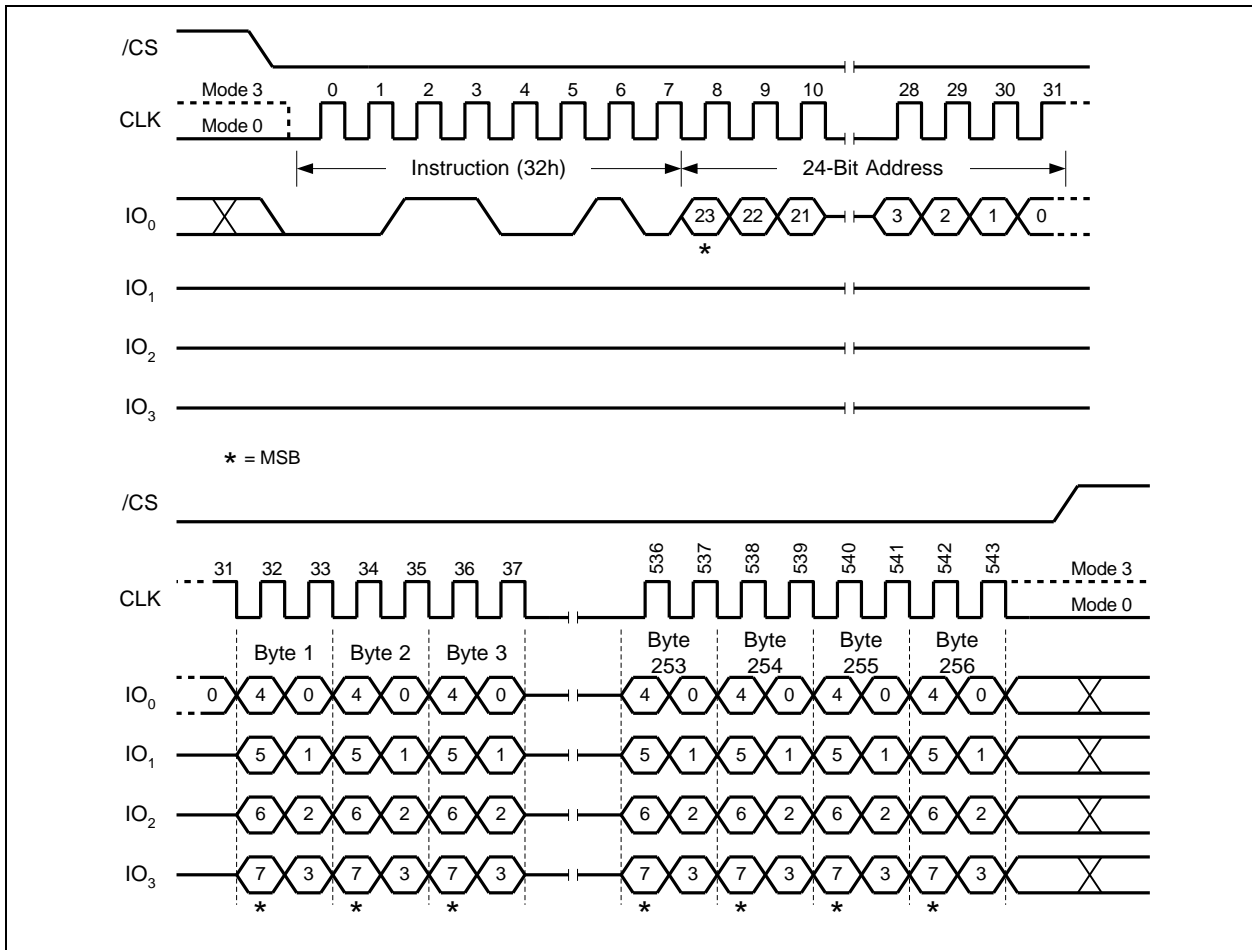 /CS
Mode 3 0 1 2 3 4 5 6 7 8 9 10 28 29 30 31
CLK
Mode 0
Instruction (32h) 24-Bit Address
IO0 23 22 21 3 2 1 0
*
IO1
IO2
IO3
* = MSB
/CS
31 32 33 34 35 36 37 536 537 538 539 540 541 542 543 Mode 3
CLK
Mode 0
Byte 1 Byte 2 Byte 3 Byte 253 Byte 254 Byte 255 Byte 256
IO0 0 4 0 4 0 4 0 4 0 4 0 4 0 4 0
IO1 5 1 5 1 5 1 5 1 5 1 5 1 5 1
IO2 6 2 6 2 6 2 6 2 6 2 6 2 6 2
IO3 7 3 7 3 7 3 7 3 7 3 7 3 7 3
* * * * * * *